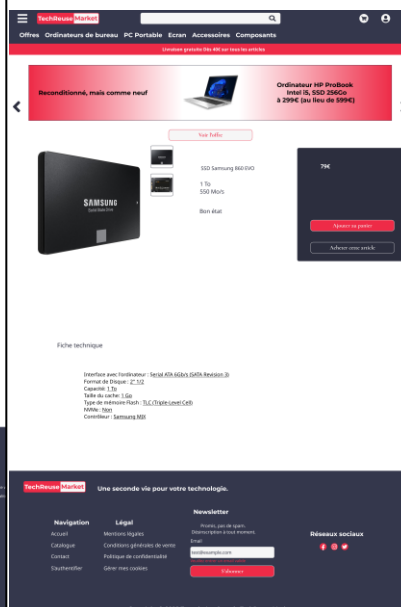 TechReuse Market
Offres Ordinateurs de bureau PC Portable Ecran Accessoires Composants
Livraison gratuite Dès 40€ sur tous les articles
Reconditionné, mais comme neuf
Ordinateur HP ProBook
Intel i5, SSD 256Go
à 299€ (au lieu de 599€)
Voir l'offre
SAMSUNG
Solid State Drive
SSD Samsung 860 EVO
1 To
550 Mo/s
Bon état
79€
Ajouter au panier
Acheter cette article
Fiche technique
Interface avec l'ordinateur : Serial ATA 6Gb/s (SATA Revision 3)
Format de Disque : 2" 1/2
Capacité: 1 To
Taille du cache: 1 Go
Type de mémoire Flash : TLC (Triple-Level Cell)
NVMe : Non
Contrôleur : Samsung MJX
TechReuse Market
Une seconde vie pour votre technologie.
Navigation
Accueil
Catalogue
Contact
S'authentifier
Légal
Mentions légales
Conditions générales de vente
Politique de confidentialité
Gérer mes cookies
Newsletter
Promis, pas de spam.
Désinscription à tout moment.
Email
test@example.com
S'abonner
Réseaux sociaux